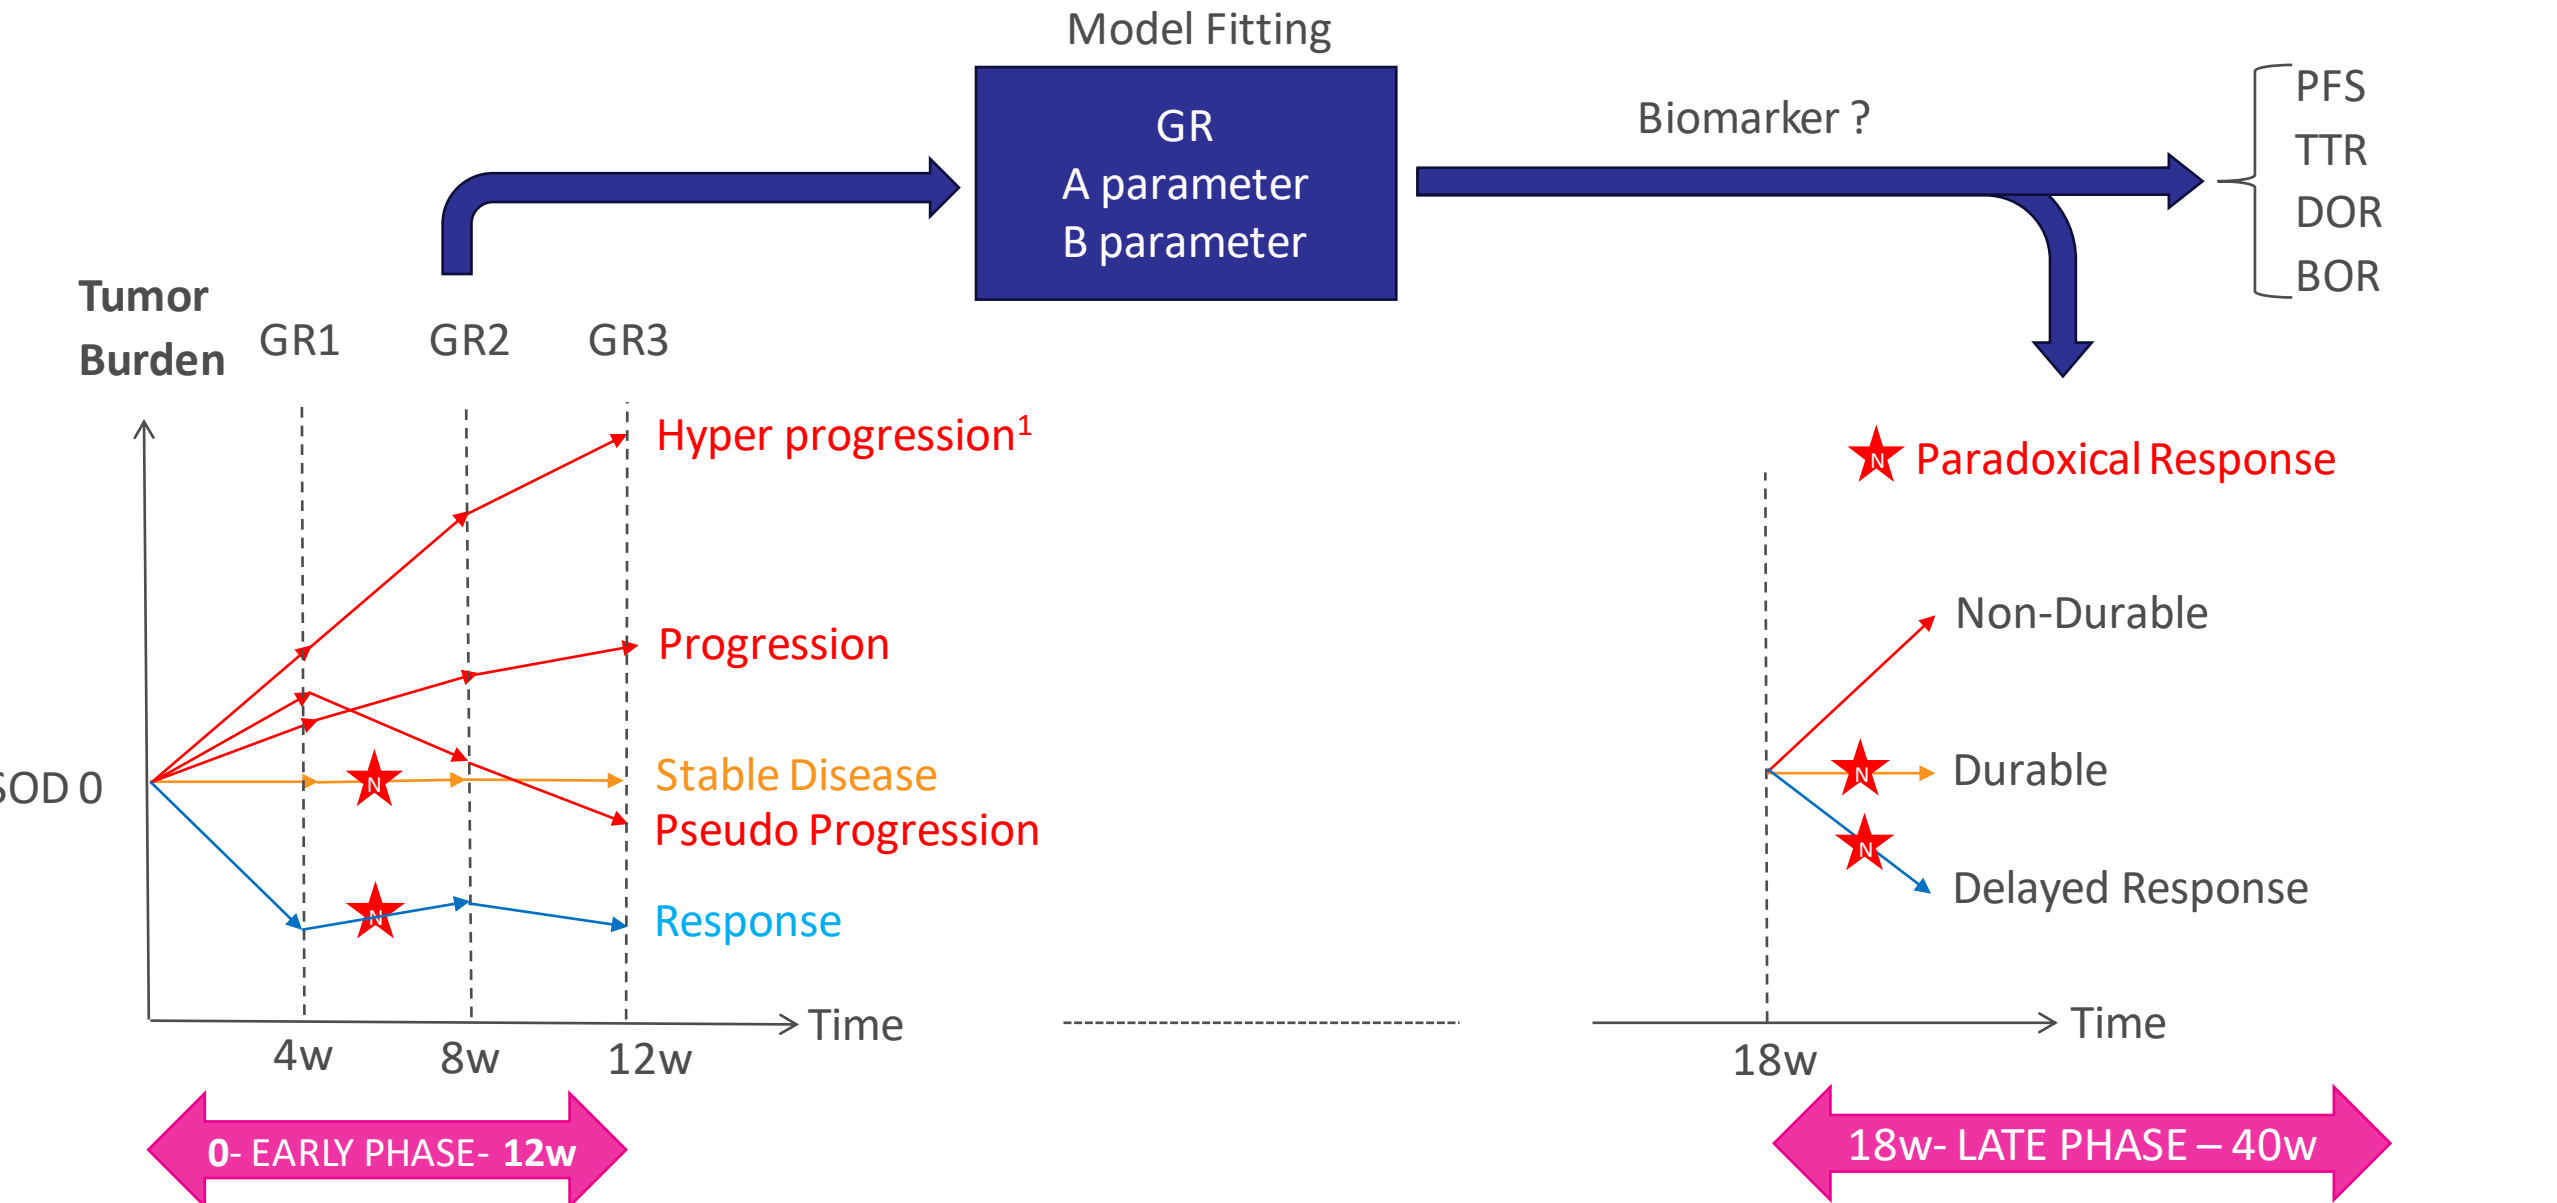 Model Fitting
GR
A parameter
B parameter
Biomarker ?
PFS
TTR
DOR
BOR
Tumor
Burden
GR1
GR2
GR3
Hyper progression¹
Progression
Stable Disease
Pseudo Progression
Response
N
N
SOD 0
Time
4w
8w
12w
0- EARLY PHASE- 12w
N
Paradoxical Response
Non-Durable
N
Durable
N
Delayed Response
Time
18w
18w- LATE PHASE – 40w